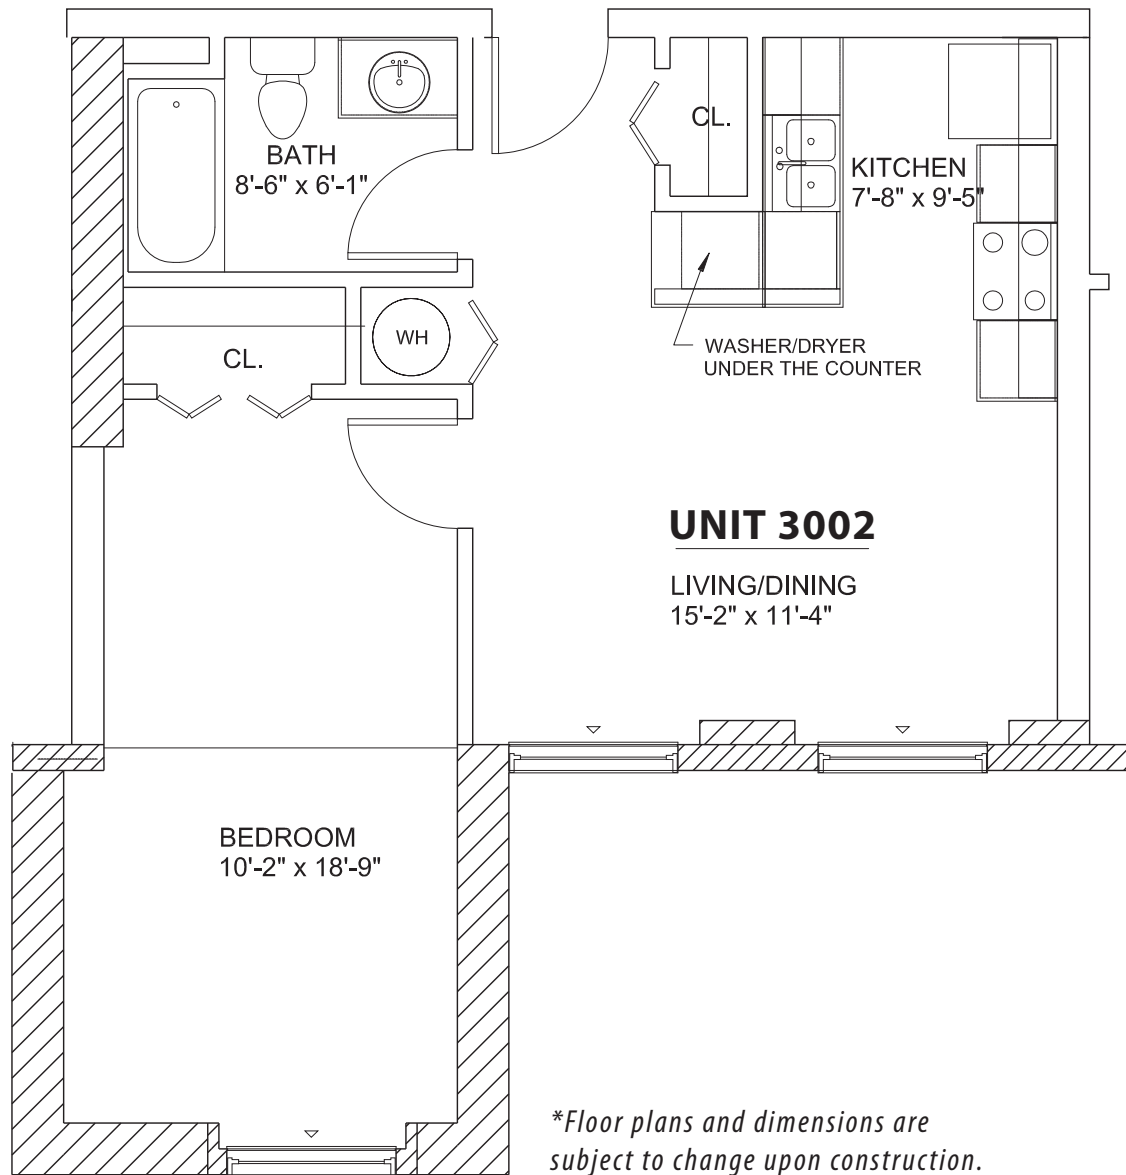 BATH
8'-6" x 6'-1"
CL.
KITCHEN
7'-8" x 9'-5"
WH
CL.
WASHER/DRYER
UNDER THE COUNTER
UNIT 3002
LIVING/DINING
15'-2" x 11'-4"
BEDROOM
10'-2" x 18'-9"
*Floor plans and dimensions are
subject to change upon construction.